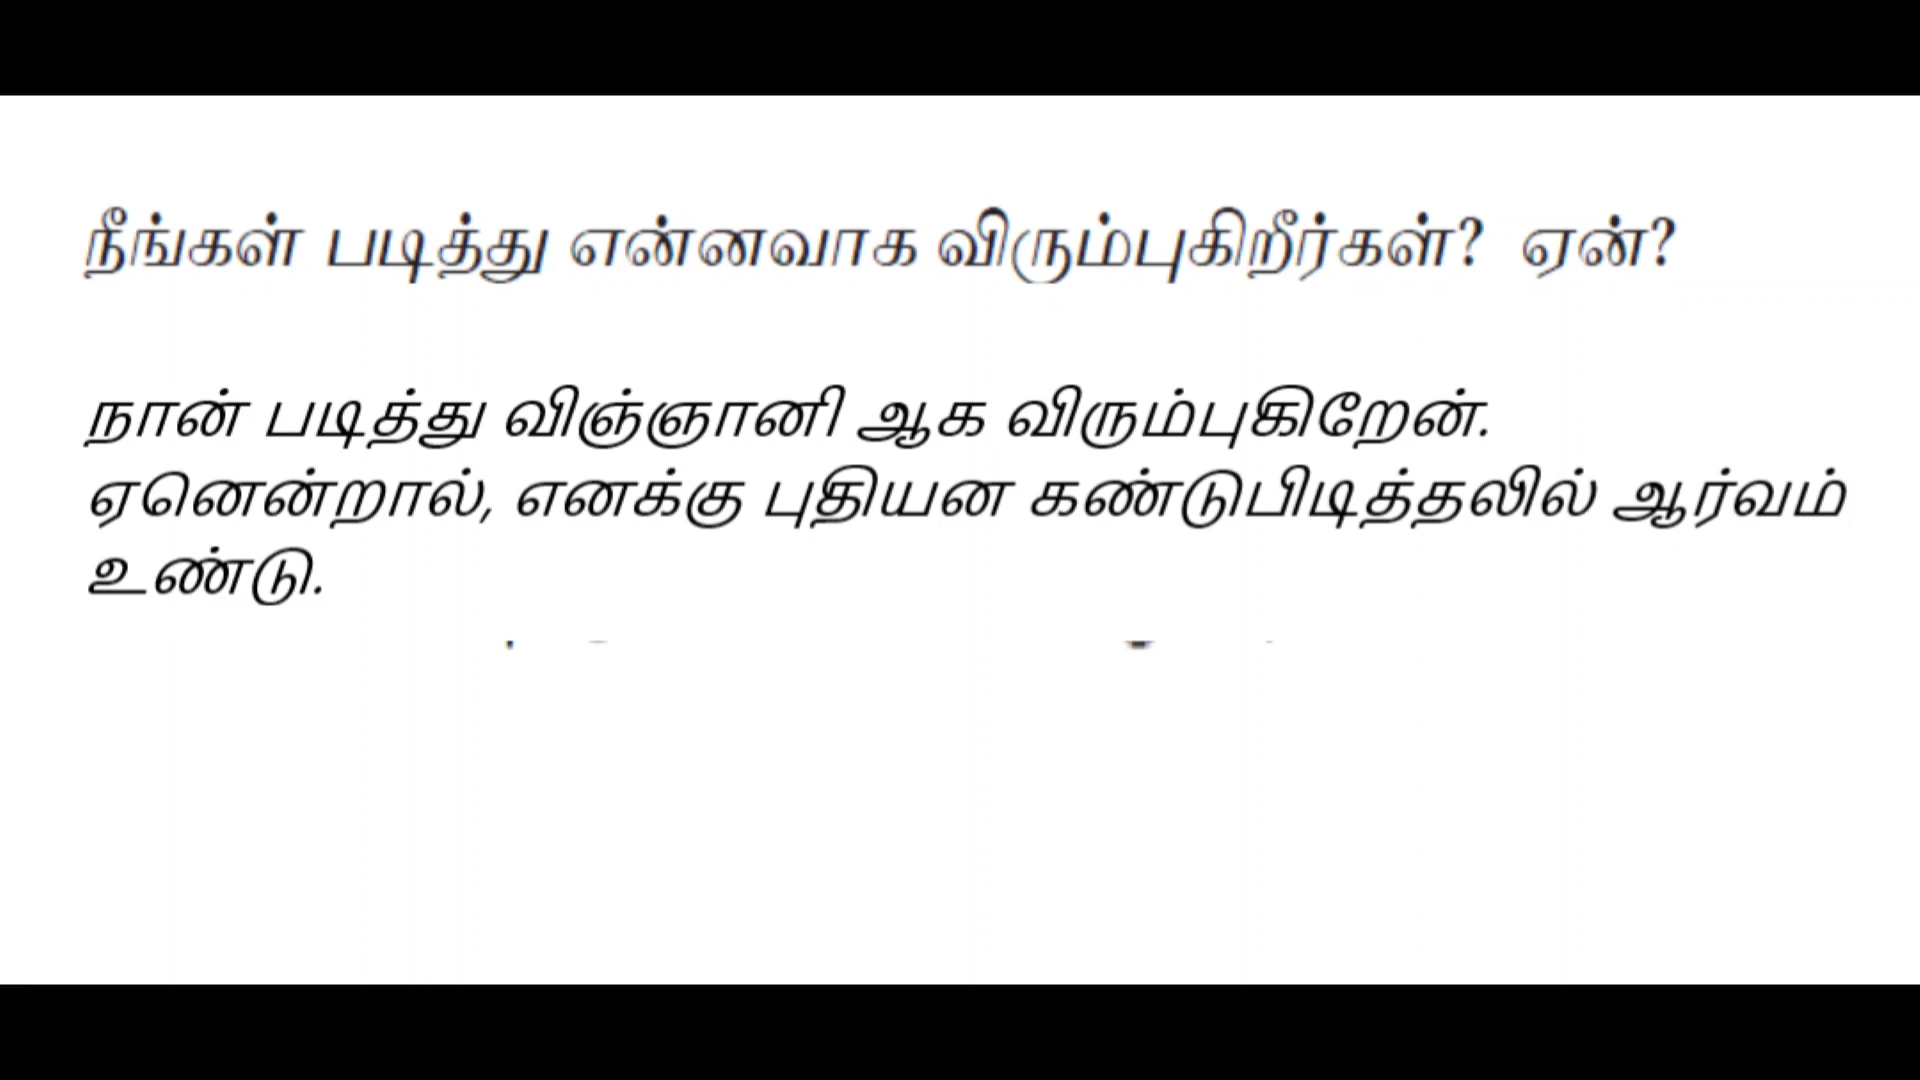 நீங்கள் படித்து என்னவாக விரும்புகிறீர்கள்? ஏன்?
நான் படித்து விஞ்ஞானி ஆக விரும்புகிறேன்.
ஏனென்றால், எனக்கு புதியன கண்டுபிடித்தலில் ஆர்வம்
உண்டு.